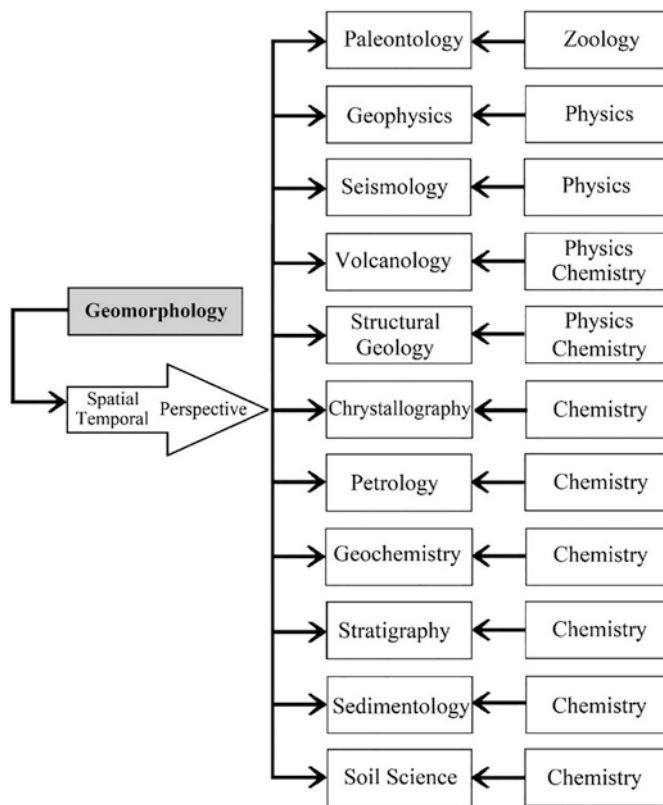 Paleontology
Zoology
Geophysics
Physics
Seismology
Physics
Volcanology
Physics
Chemistry
Geomorphology
Structural
Geology
Physics
Chemistry
Spatial
Temporal
Perspective
Chrystallography
Chemistry
Petrology
Chemistry
Geochemistry
Chemistry
Stratigraphy
Chemistry
Sedimentology
Chemistry
Soil Science
Chemistry